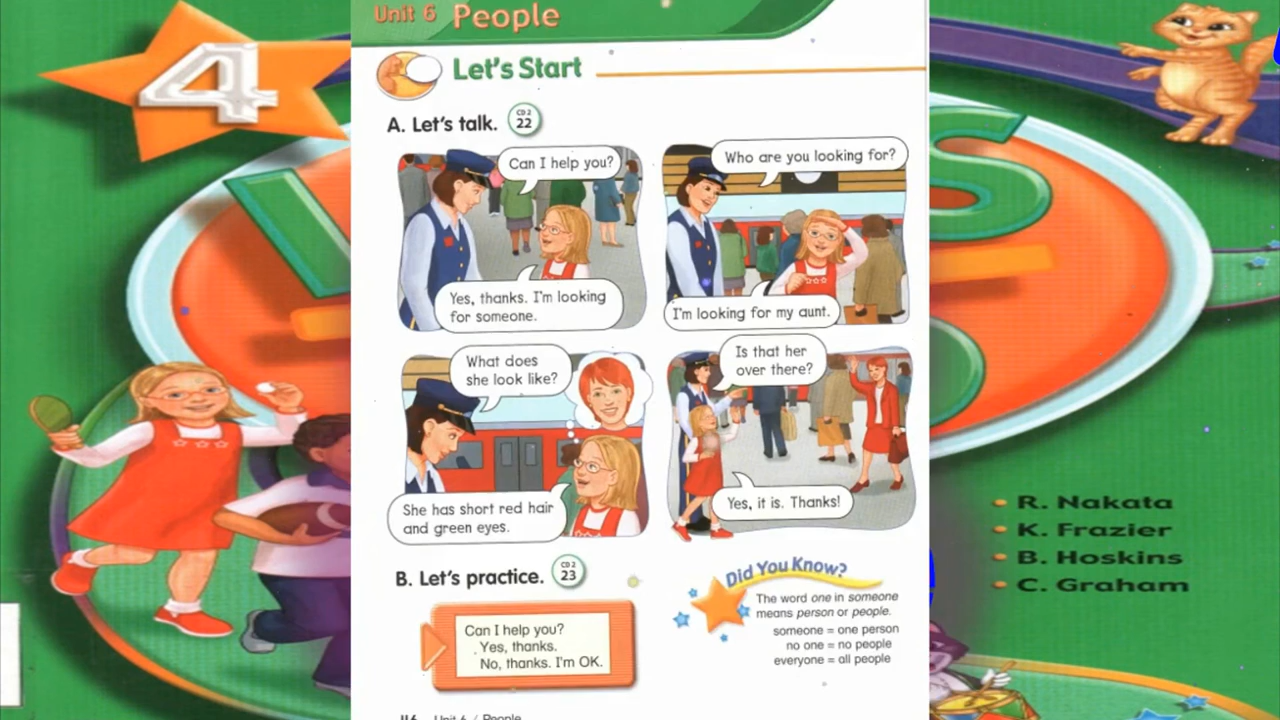 Unit 6 People
4
Let's Start
A. Let's talk.
CD 2
22
Can I help you?
Yes, thanks. I'm looking
for someone.
Who are you looking for?
I'm looking for my aunt.
What does
she look like?
She has short red hair
and green eyes.
Is that her
over there?
Yes, it is. Thanks!
B. Let's practice.
CD 2
23
Can I help you?
Yes, thanks.
No, thanks. I'm OK.
Did You Know?
The word one in someone
means person or people.
someone = one person
no one = no people
everyone = all people
Unit 6 / People
• R. Nakata
• K. Frazier
• B. Hoskins
• C. Graham